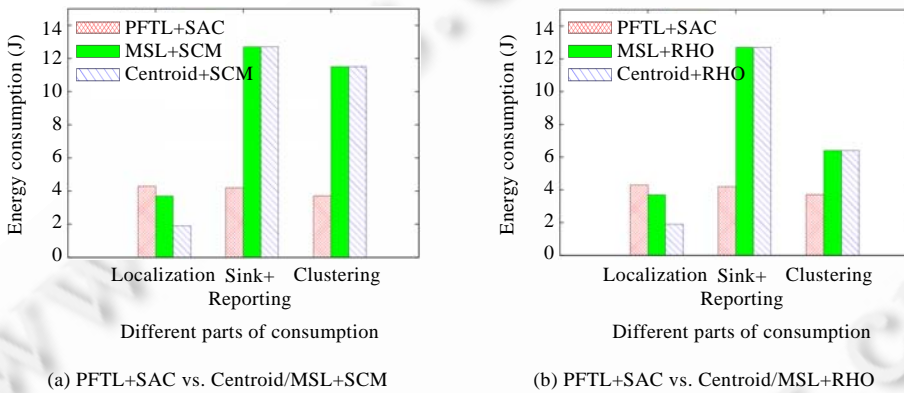 14
12
10
8
6
4
2
0
Energy consumption (J)
PFTL+SAC
MSL+SCM
Centroid+SCM
Localization
Sink+
Reporting
Clustering
Different parts of consumption
(a) PFTL+SAC vs. Centroid/MSL+SCM
14
12
10
8
6
4
2
0
Energy consumption (J)
PFTL+SAC
MSL+RHO
Centroid+RHO
Localization
Sink+
Reporting
Clustering
Different parts of consumption
(b) PFTL+SAC vs. Centroid/MSL+RHO